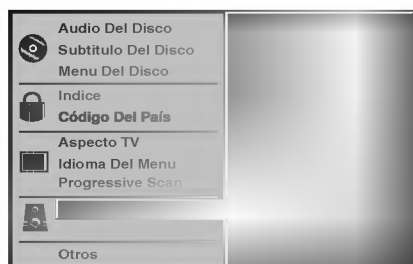 Audio Del Disco
Subtitulo Del Disco
Menu Del Disco
Indice
Código Del País
Aspecto TV
Idioma Del Menu
Progressive Scan
Otros